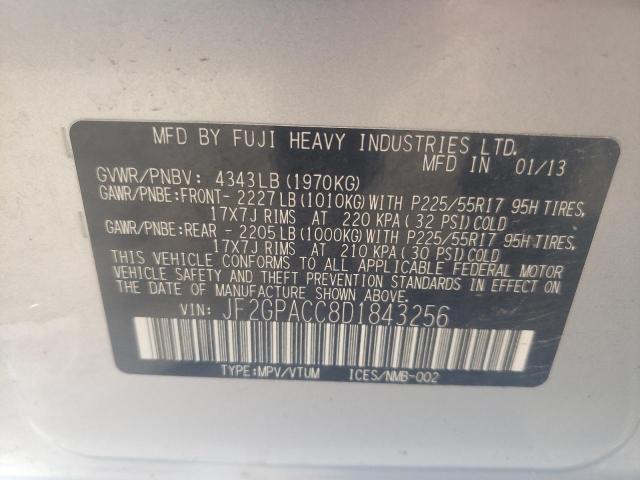 MFD BY FUJI HEAVY INDUSTRIES LTD.
MFD IN 01/13
GVWR/PNBV: 4343LB (1970KG)
GAWR/PNBE:FRONT- 2227LB (1010KG) WITH P225/55R17 95H TIRES,
17X7J RIMS AT 220 KPA (32 PSI) COLD
GAWR/PNBE:REAR - 2205LB (1000KG) WITH P225/55R17 95H TIRES,
17X7J RIMS AT 210 KPA (30 PSI) COLD
THIS VEHICLE CONFORMS TO ALL APPLICABLE FEDERAL MOTOR
VEHICLE SAFETY AND THEFT PREVENTION STANDARDS IN EFFECT ON
THE DATE OF MANUFACTURE SHOWN ABOVE.
VIN: JF2GPACC8D1843256
TYPE:MPV/VTUM ICES/NMB-002